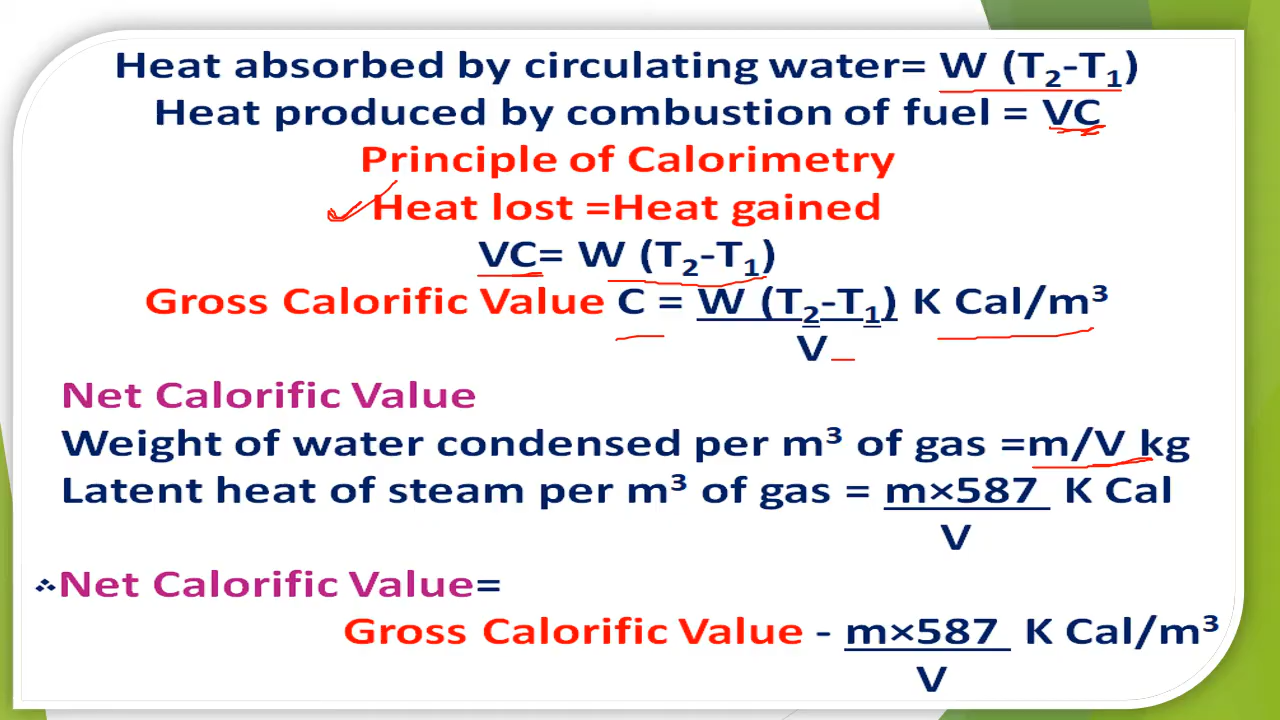 Heat absorbed by circulating water= W (T₂-T₁)
Heat produced by combustion of fuel = VC
Principle of Calorimetry
Heat lost =Heat gained
VC= W (T₂-T₁)
Gross Calorific Value C = W (T₂-T₁) K Cal/m³
V
Net Calorific Value
Weight of water condensed per m³ of gas =m/V kg
Latent heat of steam per m³ of gas = m×587 K Cal
V
Net Calorific Value=
Gross Calorific Value - m×587 K Cal/m³
V